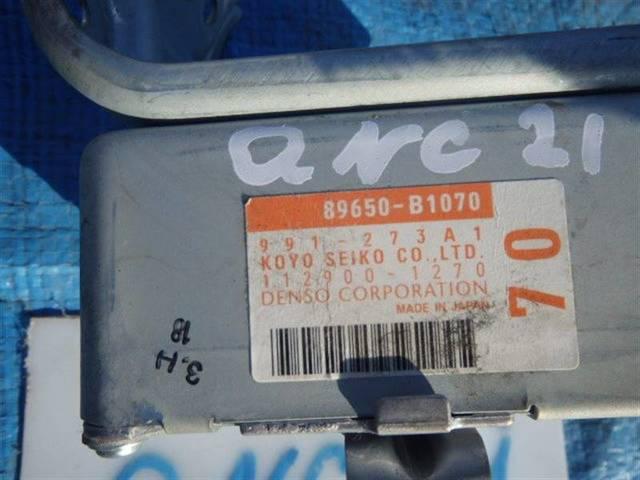 QNC 21
89650-B1070
991-273A1
KOYO SEIKO CO.,LTD.
112900-1270
DENSO CORPORATION
MADE IN JAPAN
70
3.H
18